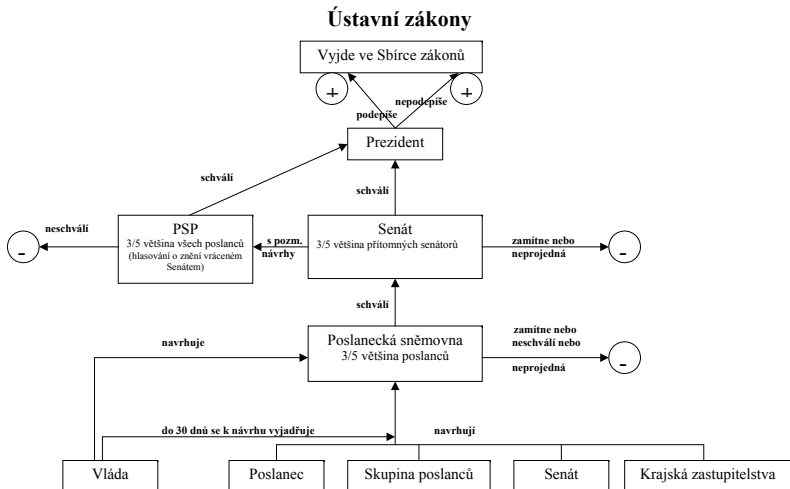 Ústavní zákony
Vyjde ve Sbírce zákonů
+
+
nepodepíše
podepíše
Prezident
schválí
schválí
neschválí
-
PSP
3/5 většina všech poslanců
(hlasování o znění vráceném
Senátem)
s pozm.
návrhy
Senát
3/5 většina přítomných senátorů
zamítne nebo
neprojedná
-
schválí
navrhuje
Poslanecká sněmovna
3/5 většina poslanců
zamítne nebo
neschválí nebo
neprojedná
-
do 30 dnů se k návrhu vyjadřuje
navrhují
Vláda
Poslanec
Skupina poslanců
Senát
Krajská zastupitelstva